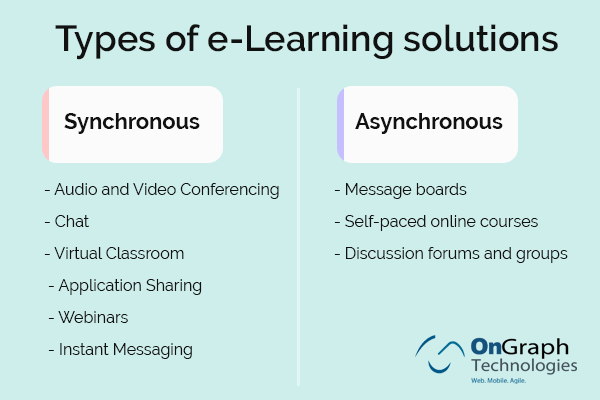 Types of e-Learning solutions
Synchronous
- Audio and Video Conferencing
- Chat
- Virtual Classroom
- Application Sharing
- Webinars
- Instant Messaging
Asynchronous
- Message boards
- Self-paced online courses
- Discussion forums and groups
OnGraph
Technologies
Web. Mobile. Agile.